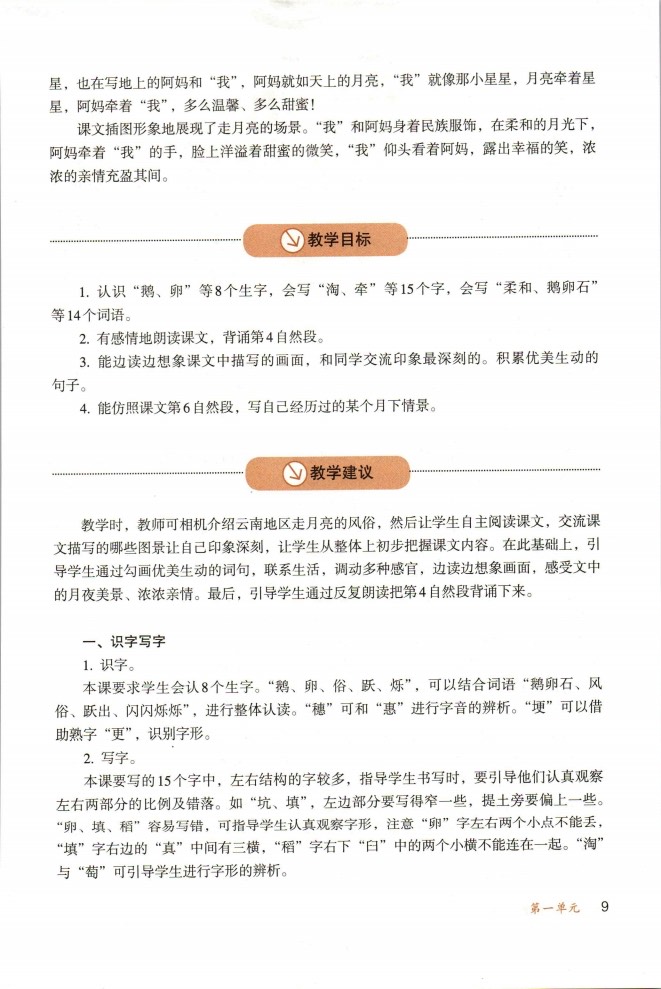 星，也在写地上的阿妈和“我”，阿妈就如天上的月亮，“我”就像那小星星，月亮牵着星
星，阿妈牵着“我”，多么温馨、多么甜蜜！
课文插图形象地展现了走月亮的场景。“我”和阿妈身着民族服饰，在柔和的月光下，
阿妈牵着“我”的手，脸上洋溢着甜蜜的微笑，“我”仰头看着阿妈，露出幸福的笑，浓
浓的亲情充盈其间。
教学目标
1. 认识“鹅、卵”等8个生字，会写“淘、牵”等15个字，会写“柔和、鹅卵石”
等14个词语。
2. 有感情地朗读课文，背诵第4自然段。
3. 能边读边想象课文中描写的画面，和同学交流印象最深刻的。积累优美生动的
句子。
4. 能仿照课文第6自然段，写自己经历过的某个月下情景。
教学建议
教学时，教师可相机介绍云南地区走月亮的风俗，然后让学生自主阅读课文，交流课
文描写的哪些图景让自己印象深刻，让学生从整体上初步把握课文内容。在此基础上，引
导学生通过勾画优美生动的词句，联系生活，调动多种感官，边读边想象画面，感受文中
的月夜美景、浓浓亲情。最后，引导学生通过反复朗读把第4自然段背诵下来。
一、识字写字
1. 识字。
本课要求学生会认8个生字。“鹅、卵、俗、跃、烁”，可以结合词语“鹅卵石、风
俗、跃出、闪闪烁烁”，进行整体认读。“穗”可和“惠”进行字音的辨析。“埂”可以借
助熟字“更”，识别字形。
2. 写字。
本课要写的15个字中，左右结构的字较多，指导学生书写时，要引导他们认真观察
左右两部分的比例及错落。如“坑、填”，左边部分要写得窄一些，提土旁要偏上一些。
“卵、填、稻”容易写错，可指导学生认真观察字形，注意“卵”字左右两个小点不能丢，
“填”字右边的“真”中间有三横，“稻”字右下“臼”中的两个小横不能连在一起。“淘”
与“萄”可引导学生进行字形的辨析。
第一单元 9